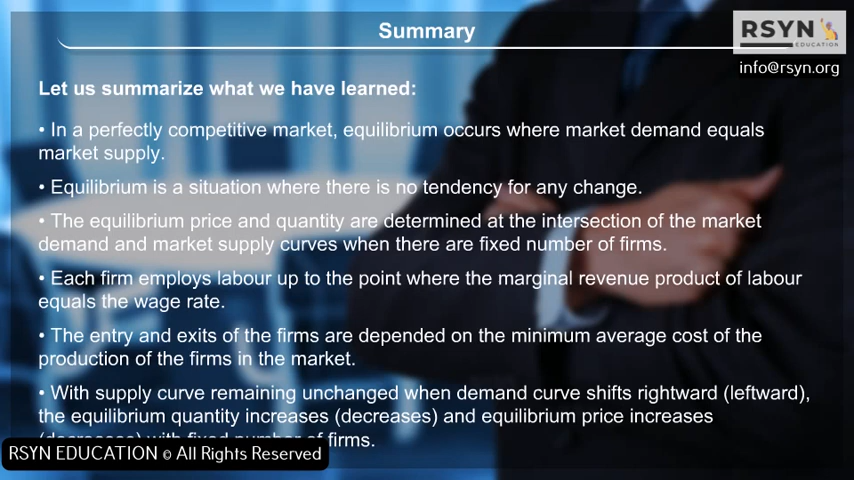 Summary
RSYN
EDUCATION
info@rsyn.org
Let us summarize what we have learned:
• In a perfectly competitive market, equilibrium occurs where market demand equals
market supply.
• Equilibrium is a situation where there is no tendency for any change.
• The equilibrium price and quantity are determined at the intersection of the market
demand and market supply curves when there are fixed number of firms.
• Each firm employs labour up to the point where the marginal revenue product of labour
equals the wage rate.
• The entry and exits of the firms are depended on the minimum average cost of the
production of the firms in the market.
• With supply curve remaining unchanged when demand curve shifts rightward (leftward),
the equilibrium quantity increases (decreases) and equilibrium price increases
(decreases) with fixed number of firms.
RSYN EDUCATION © All Rights Reserved